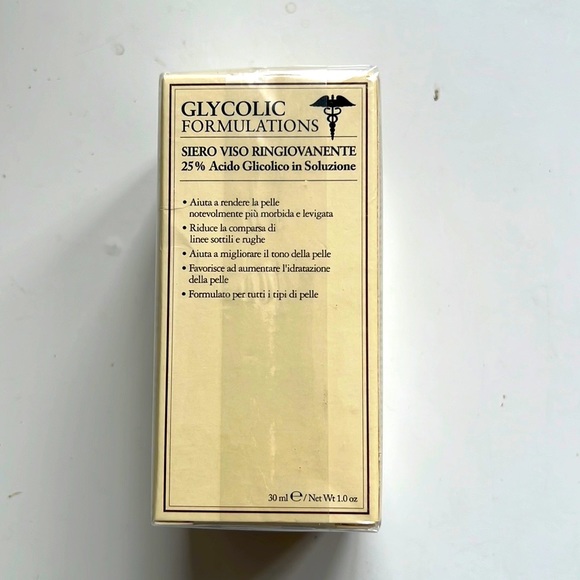 GLYCOLIC
FORMULATIONS
SIERO VISO RINGIOVANENTE
25% Acido Glicolico in Soluzione
• Aiuta a rendere la pelle
notevolmente più morbida e levigata
• Riduce la comparsa di
linee sottili e rughe
• Aiuta a migliorare il tono della pelle
• Favorisce ad aumentare l'idratazione
della pelle
• Formulato per tutti i tipi di pelle
30 ml ℮/Net Wt 1.0 oz